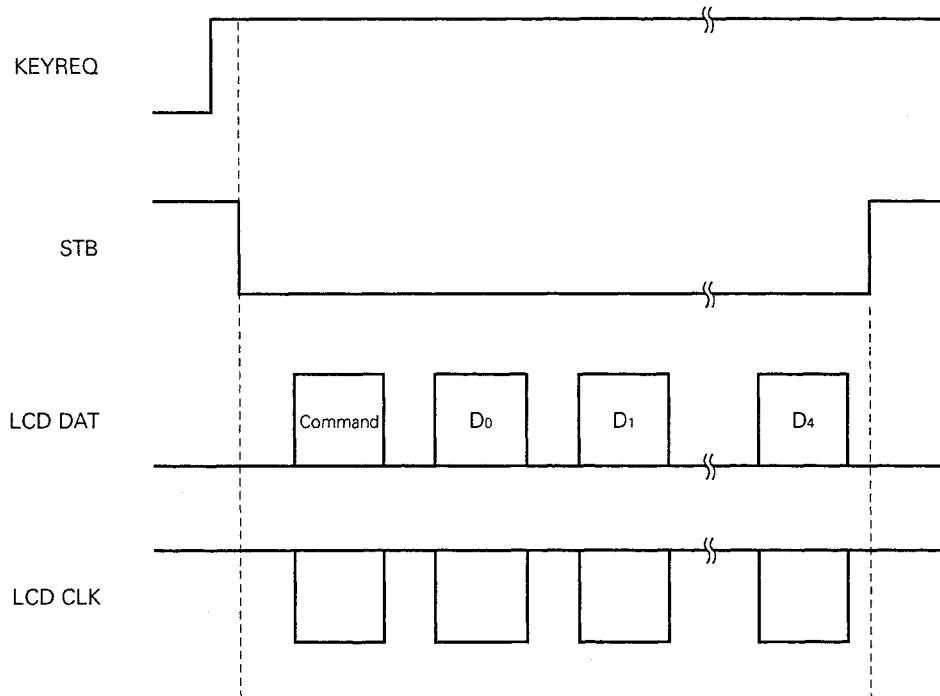 KEYREQ
STB
LCD DAT
Command
D0
D1
D4
LCD CLK